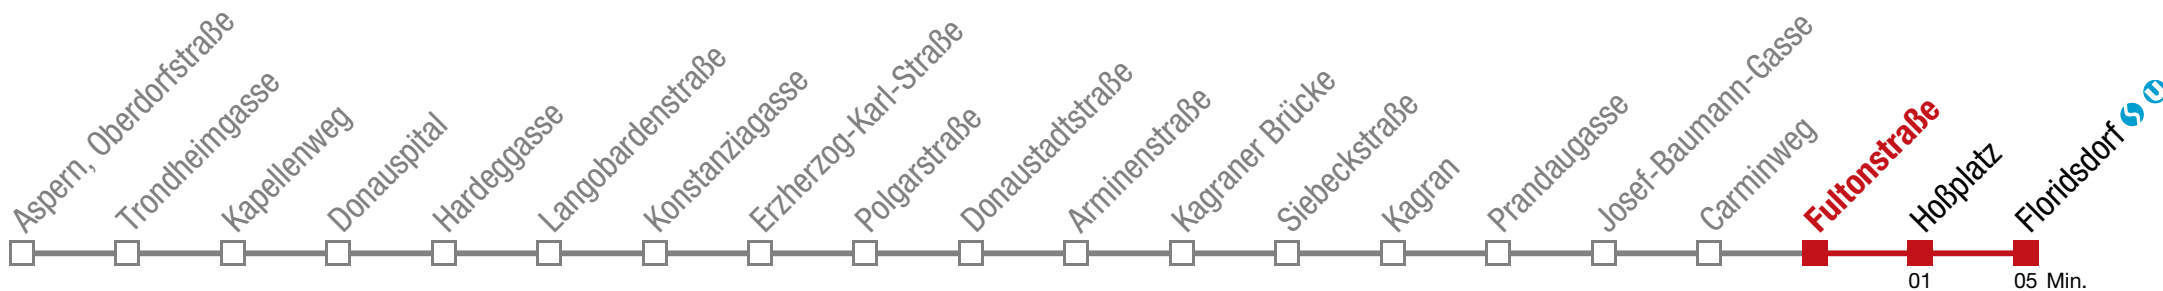 Aspern, Oberdorfstraße
Trondheimgasse
Kapellenweg
Donauspital
Hardeggasse
Langobardenstraße
Konstanziagasse
Erzherzog-Karl-Straße
Polgarstraße
Donaustadtstraße
Arminenstraße
Kagraner Brücke
Siebeckstraße
Kagran
Prandaugasse
Josef-Baumann-Gasse
Carminweg
Fultonstraße
Hoßplatz
Floridsdorf S U
01
05 Min.